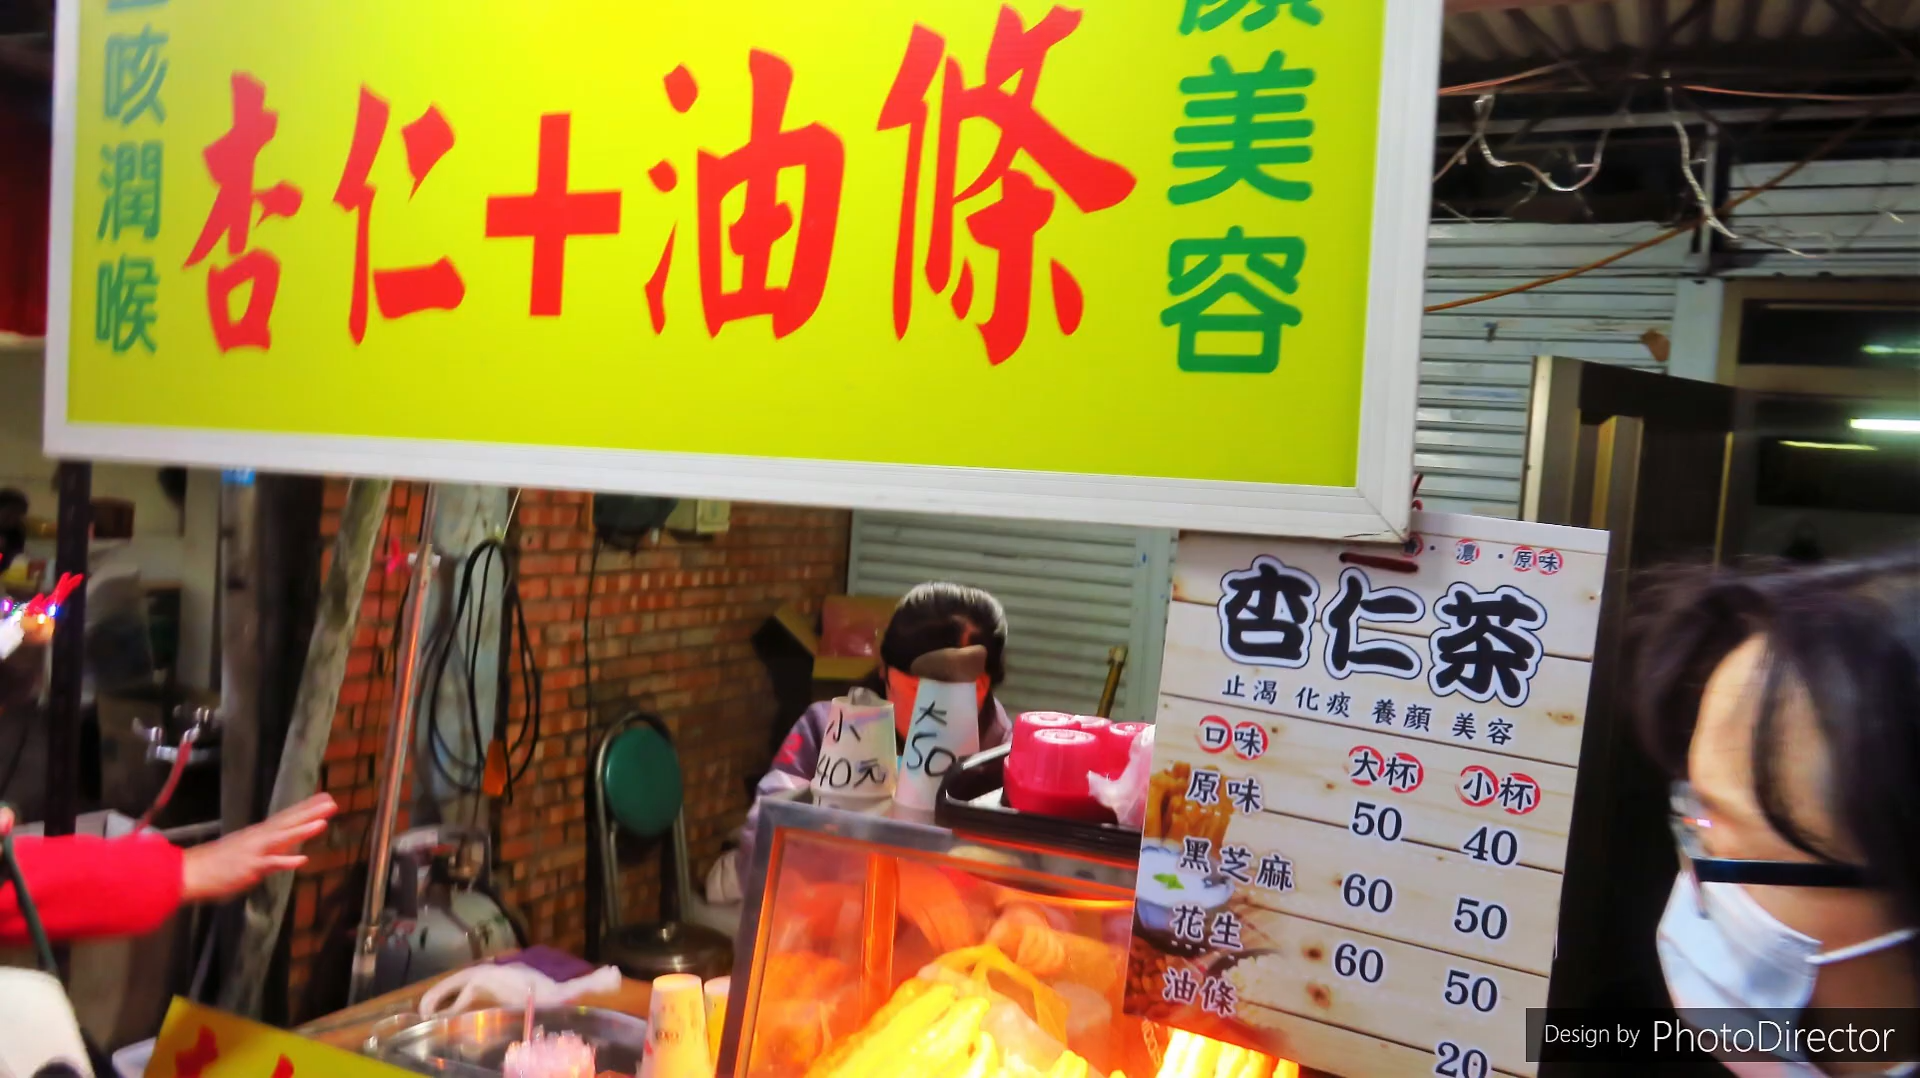 咳潤喉
杏仁+油條
顏美容
濃・原味
杏仁茶
止渴 化痰 養顏 美容
口味 大杯 小杯
原味 50 40
黑芝麻 60 50
花生 60 50
油條 20
小
40元
大
50
Design by PhotoDirector